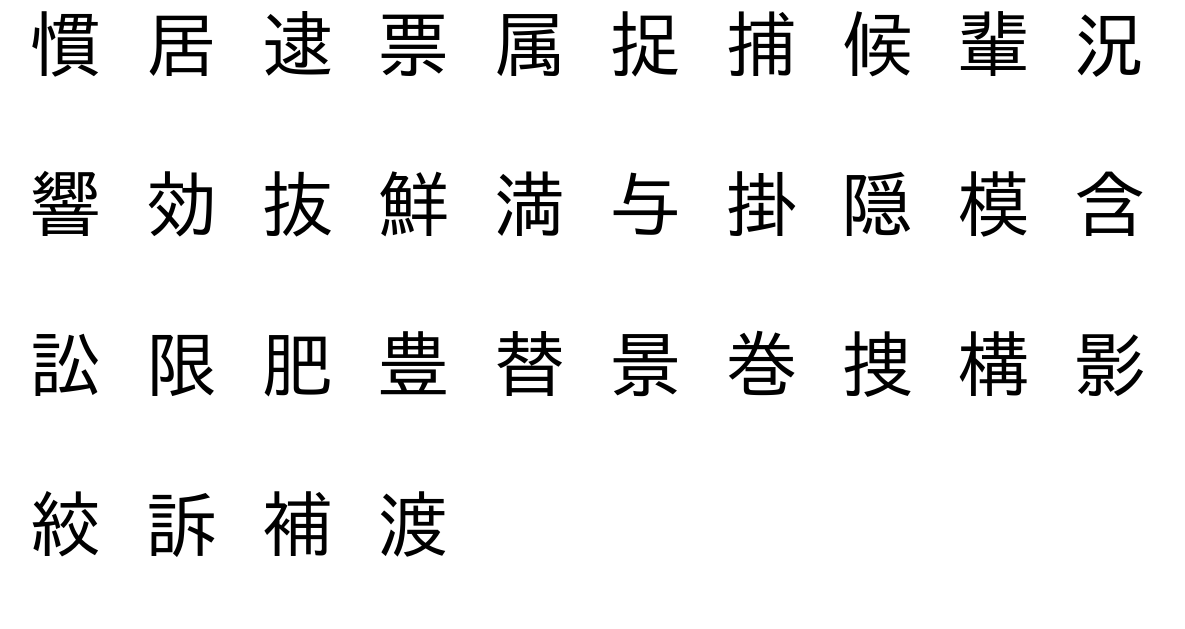 慣 居 逮 票 属 捉 捕 候 輩 況
響 効 抜 鮮 満 与 掛 隠 模 含
訟 限 肥 豊 替 景 巻 捜 構 影
絞 訴 補 渡